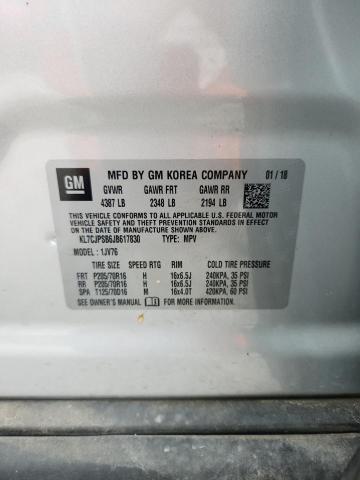 GM
MFD BY GM KOREA COMPANY 01/18
GVWR GAWR FRT GAWR RR
4387 LB 2348 LB 2194 LB
THIS VEHICLE CONFORMS TO ALL APPLICABLE U.S. FEDERAL MOTOR
VEHICLE SAFETY STANDARDS IN EFFECT ON THE DATE OF
MANUFACTURE SHOWN ABOVE.
KL7CJPSB6JB617830 TYPE: MPV
MODEL: 1JV76
TIRE SIZE SPEED RTG RIM COLD TIRE PRESSURE
FRT P205/70R16 H 16x6.5J 240KPA, 35 PSI
RR P205/70R16 H 16x6.5J 240KPA, 35 PSI
SPA T125/70D16 M 16x4.0T 420KPA, 60 PSI
SEE OWNER'S MANUAL FOR MORE INFORMATION.